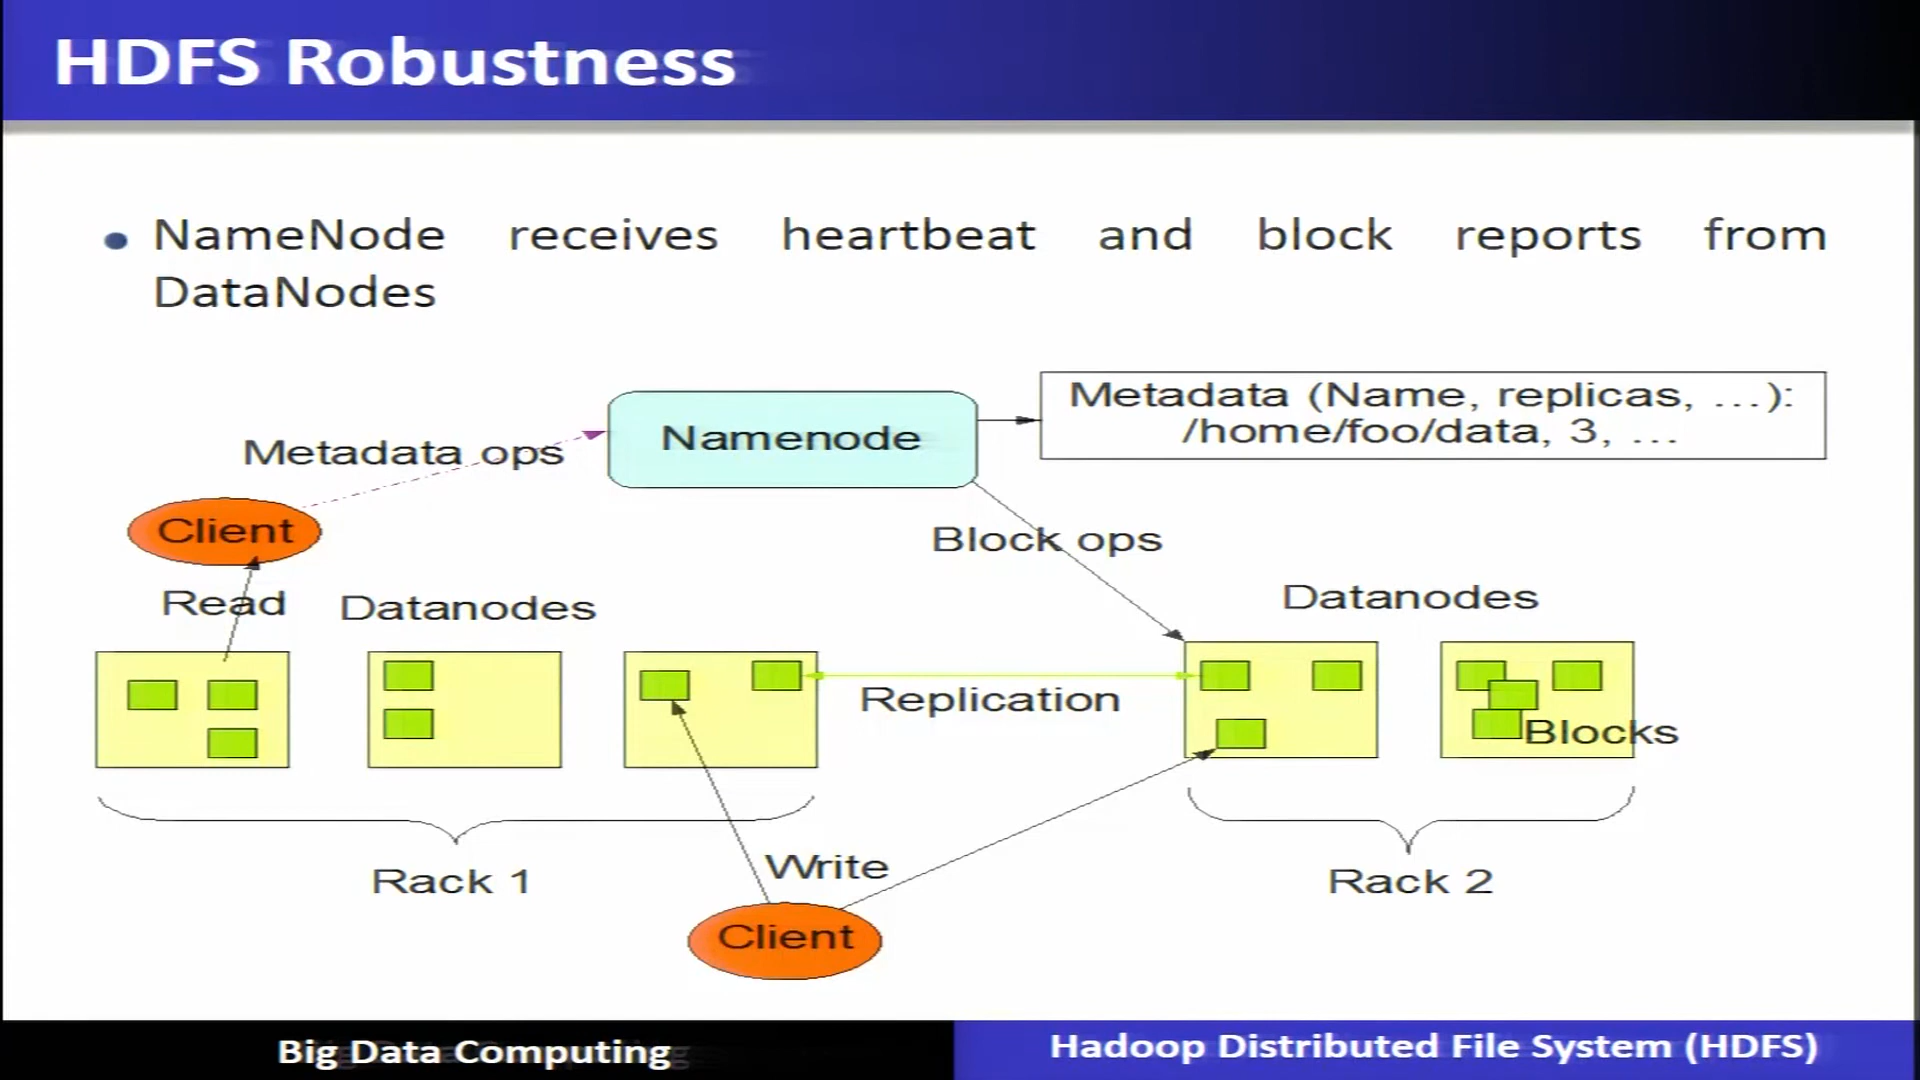 HDFS Robustness
NameNode receives heartbeat and block reports from
DataNodes
Metadata (Name, replicas, ...):
/home/foo/data, 3, ...
Namenode
Metadata ops
Client
Block ops
Read
Datanodes
Datanodes
Replication
Blocks
Rack 1
Write
Rack 2
Client
Big Data Computing
Hadoop Distributed File System (HDFS)